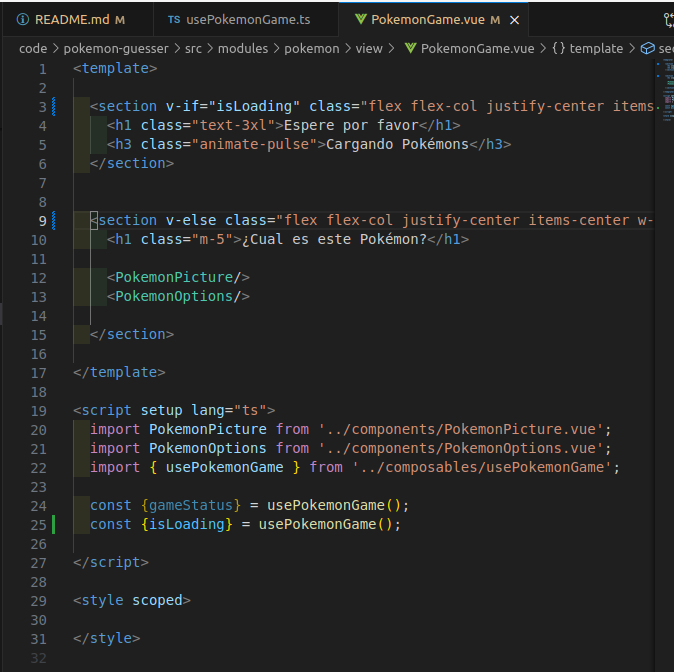 README.md M
TS usePokemonGame.ts
PokemonGame.vue M ×
code > pokemon-guesser > src > modules > pokemon > view > PokemonGame.vue > {} template >
1 <template>
2
3 <section v-if="isLoading" class="flex flex-col justify-center items
4 <h1 class="text-3xl">Espere por favor</h1>
5 <h3 class="animate-pulse">Cargando Pokémons</h3>
6 </section>
7
8
9 <section v-else class="flex flex-col justify-center items-center w-
10 <h1 class="m-5">¿Cual es este Pokémon?</h1>
11
12 <PokemonPicture/>
13 <PokemonOptions/>
14
15 </section>
16
17 </template>
18
19 <script setup lang="ts">
20 import PokemonPicture from '../components/PokemonPicture.vue';
21 import PokemonOptions from '../components/PokemonOptions.vue';
22 import { usePokemonGame } from '../composables/usePokemonGame';
23
24 const {gameStatus} = usePokemonGame();
25 const {isLoading} = usePokemonGame();
26
27 </script>
28
29 <style scoped>
30
31 </style>
32